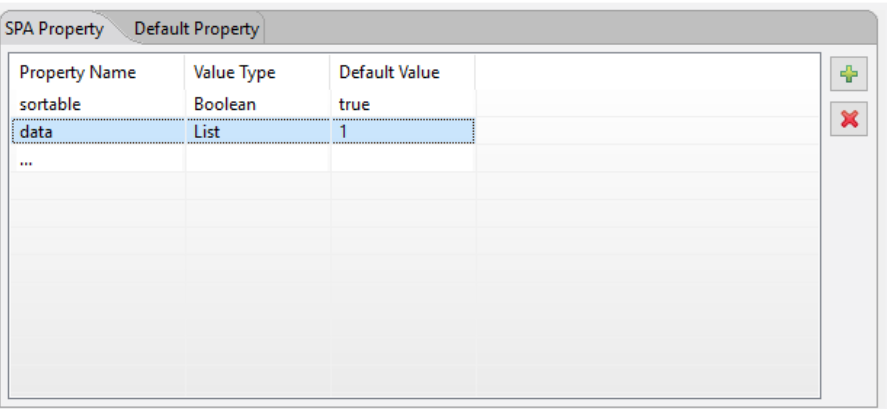 SPA Property Default Property
Property Name Value Type Default Value
sortable Boolean true
data List 1
...